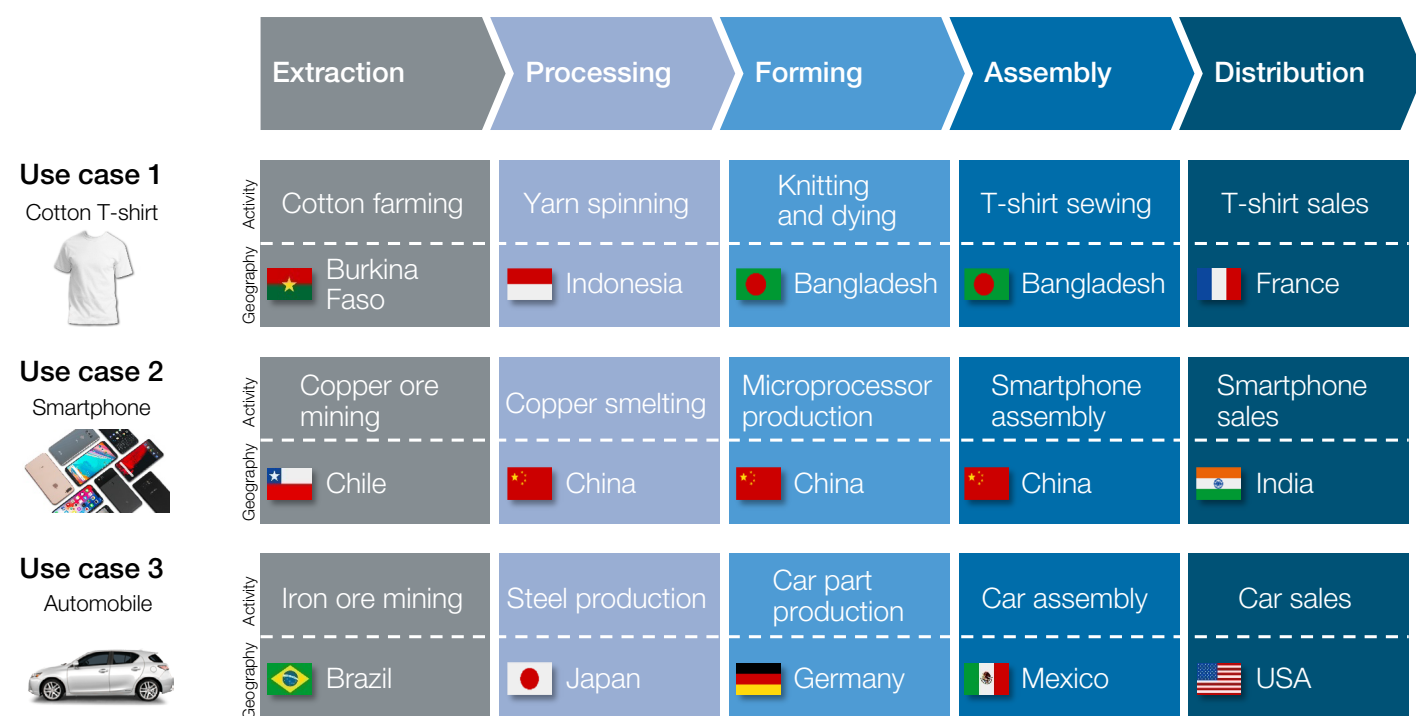 Extraction
Processing
Forming
Assembly
Distribution
Use case 1
Cotton T-shirt
Activity
Cotton farming
Yarn spinning
Knitting
and dying
T-shirt sewing
T-shirt sales
Geography
Burkina
Faso
Indonesia
Bangladesh
Bangladesh
France
Use case 2
Smartphone
Activity
Copper ore
mining
Copper smelting
Microprocessor
production
Smartphone
assembly
Smartphone
sales
Geography
Chile
China
China
China
India
Use case 3
Automobile
Activity
Iron ore mining
Steel production
Car part
production
Car assembly
Car sales
Geography
Brazil
Japan
Germany
Mexico
USA